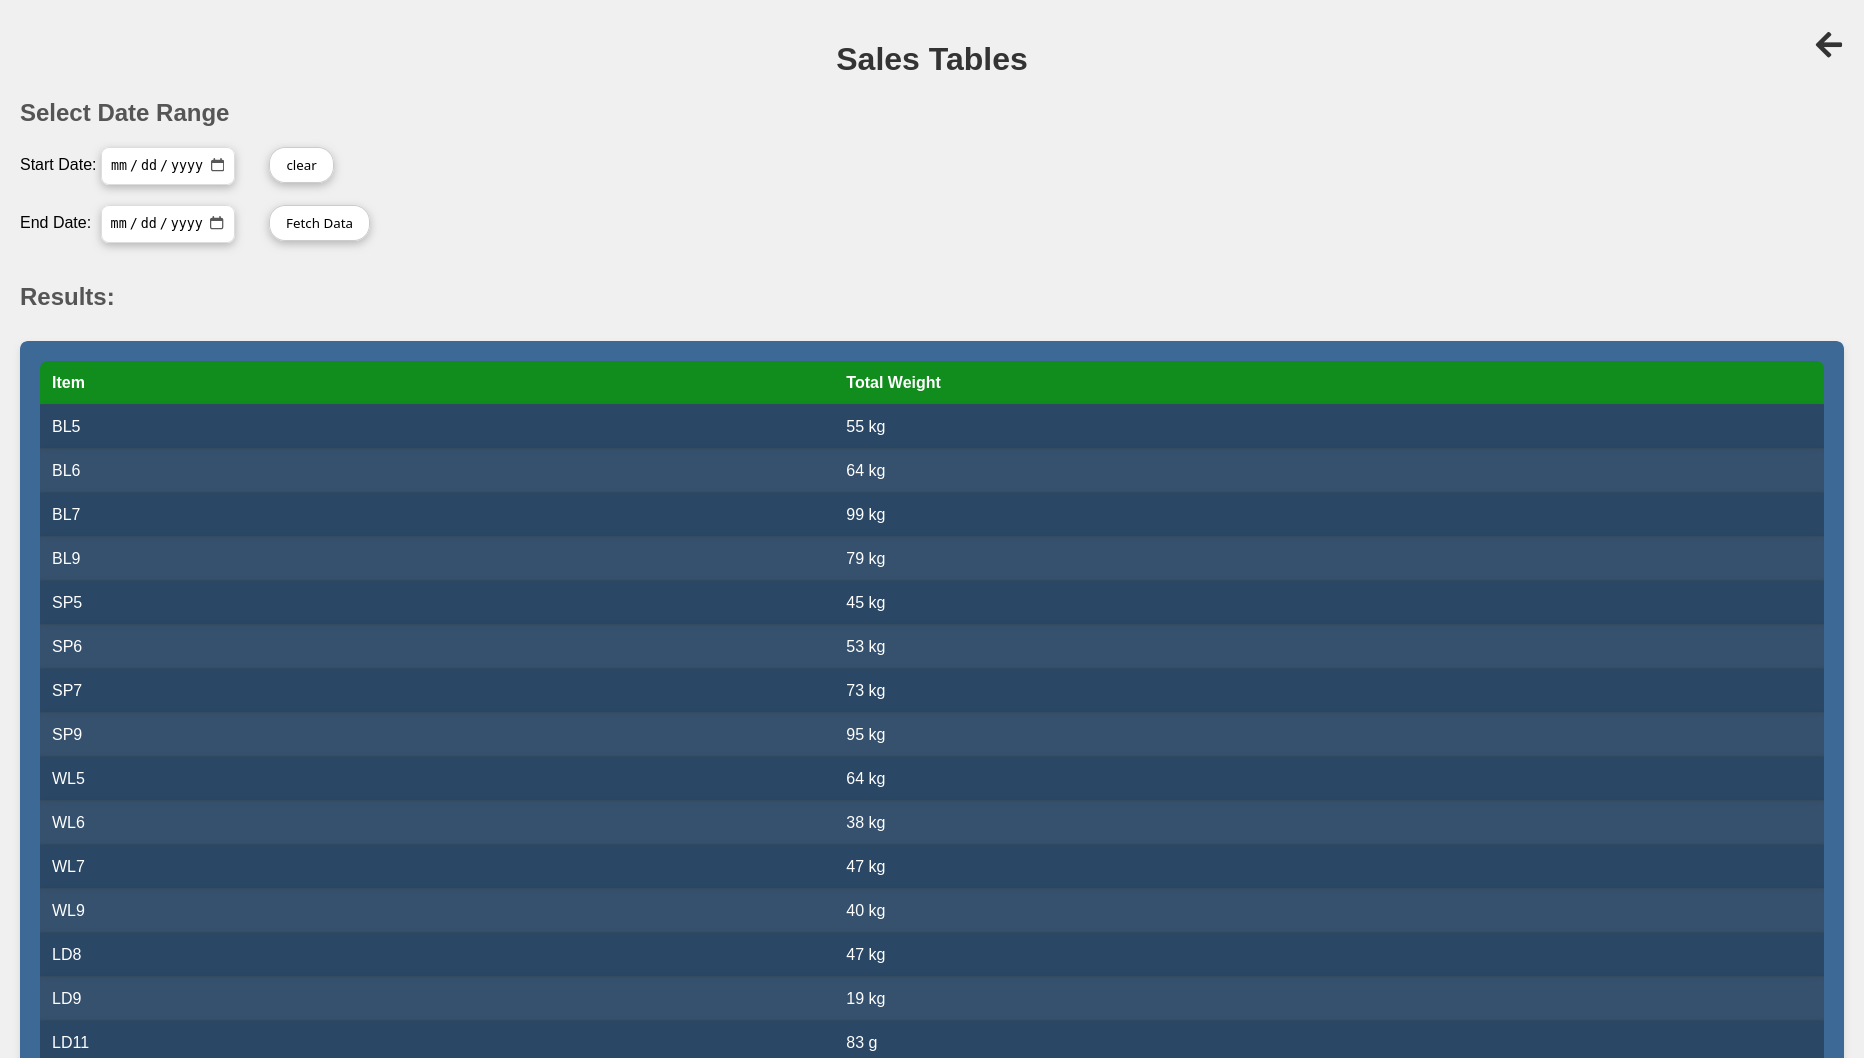 Sales Tables
Select Date Range
Start Date: mm / dd / yyyy clear
End Date: mm / dd / yyyy Fetch Data
Results:
Item Total Weight
BL5 55 kg
BL6 64 kg
BL7 99 kg
BL9 79 kg
SP5 45 kg
SP6 53 kg
SP7 73 kg
SP9 95 kg
WL5 64 kg
WL6 38 kg
WL7 47 kg
WL9 40 kg
LD8 47 kg
LD9 19 kg
LD11 83 g